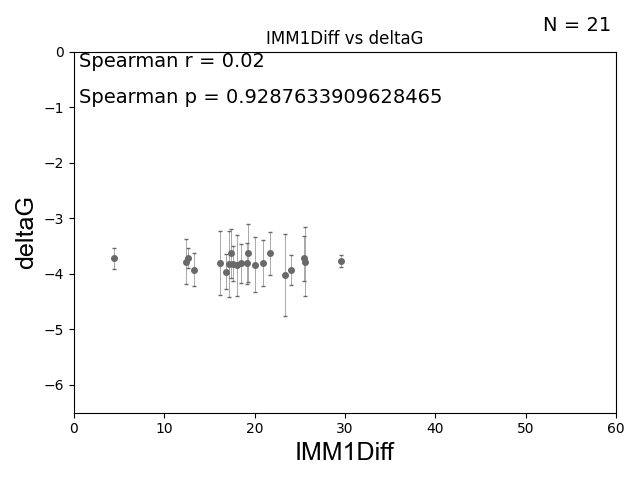 N = 21
IMM1Diff vs deltaG
Spearman r = 0.02
Spearman p = 0.9287633909628465
0
−1
−2
−3
−4
−5
−6
deltaG
0 10 20 30 40 50 60
IMM1Diff